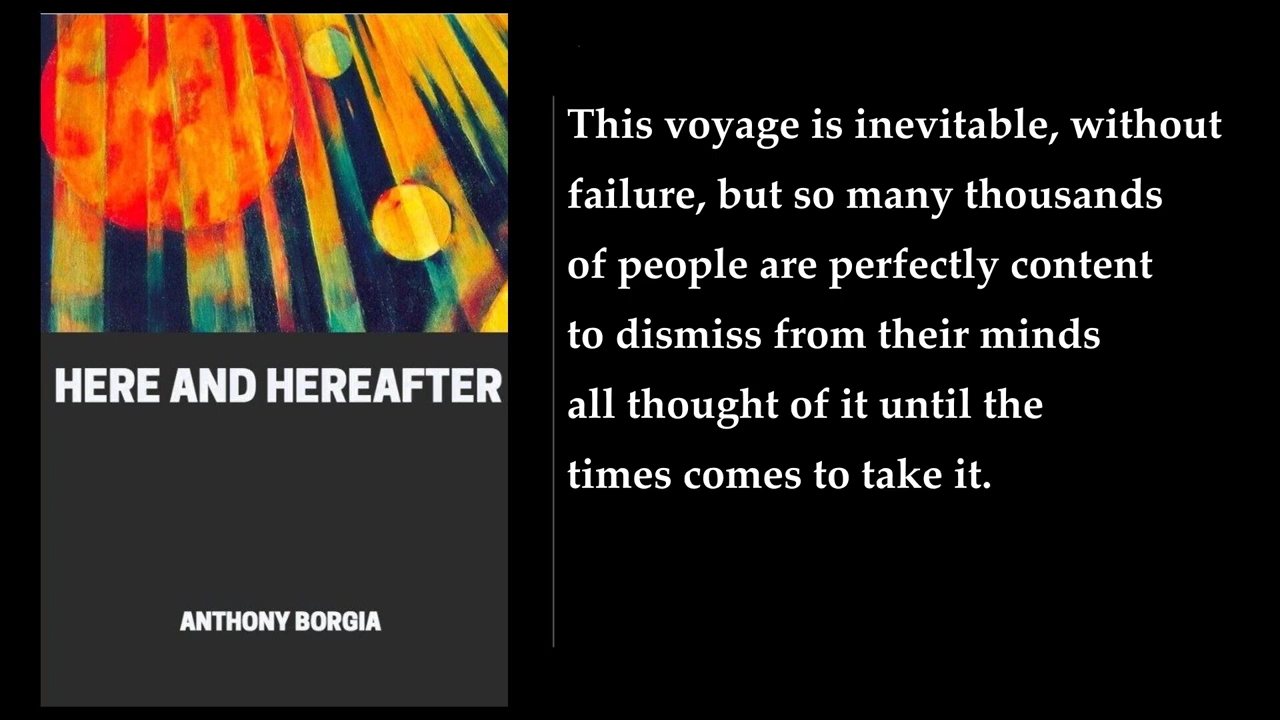 HERE AND HEREAFTER
ANTHONY BORGIA
This voyage is inevitable, without
failure, but so many thousands
of people are perfectly content
to dismiss from their minds
all thought of it until the
times comes to take it.